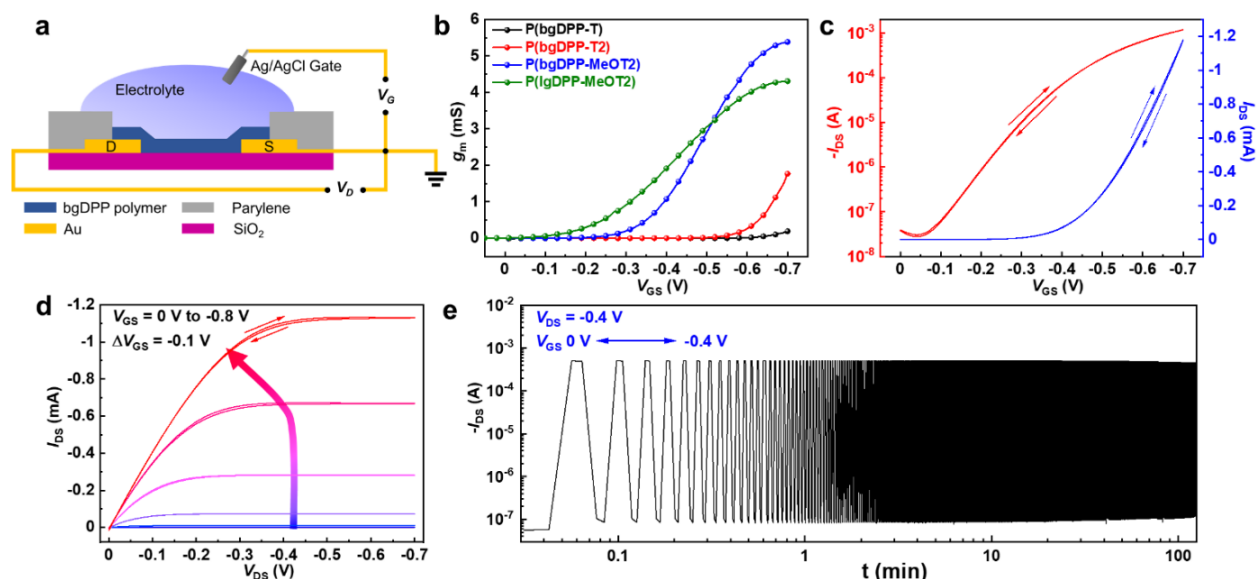 a
Ag/AgCl Gate
Electrolyte
V_G
D
S
V_D
bgDPP polymer
Parylene
Au
SiO₂
b
P(bgDPP-T)
P(bgDPP-T2)
P(bgDPP-MeOT2)
P(lgDPP-MeOT2)
g_m (mS)
6
5
4
3
2
1
0
0 -0.1 -0.2 -0.3 -0.4 -0.5 -0.6 -0.7
V_GS (V)
c
-I_DS (A)
10⁻³
10⁻⁴
10⁻⁵
10⁻⁶
10⁻⁷
10⁻⁸
0 -0.1 -0.2 -0.3 -0.4 -0.5 -0.6 -0.7
V_GS (V)
-1.2
-1.0
-0.8
-0.6
-0.4
-0.2
0
I_DS (mA)
d
V_GS = 0 V to -0.8 V
ΔV_GS = -0.1 V
I_DS (mA)
-1.2
-1
-0.8
-0.6
-0.4
-0.2
0
0 -0.1 -0.2 -0.3 -0.4 -0.5 -0.6 -0.7
V_DS (V)
e
V_DS = -0.4 V
V_GS 0 V -0.4 V
-I_DS (A)
10⁻²
10⁻³
10⁻⁴
10⁻⁵
10⁻⁶
10⁻⁷
0.1 1 10 100
t (min)